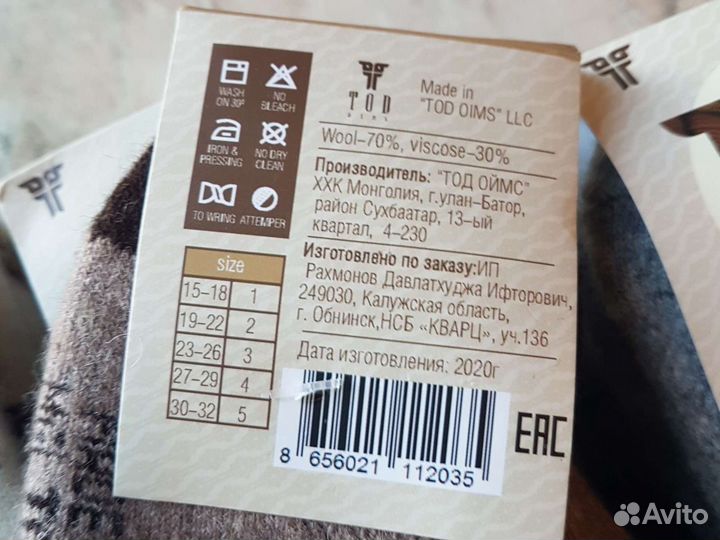 WASH
ON 30°
NO
BLEACH
IRON &
PRESSING
NO DRY
CLEAN
TO WRING
ATTEMPER
TOD
OIMS
Made in
"TOD OIMS" LLC
Wool–70%, viscose–30%
Производитель: "ТОД ОЙМС"
ХХК Монголия, г.улан-Батор,
район Сухбаатар, 13-ый
квартал, 4-230
Изготовлено по заказу:ИП
Рахмонов Давлатхуджа Ифторович,
249030, Калужская область,
г. Обнинск,НСБ «КВАРЦ», уч.136
Дата изготовления: 2020г
size
15–18 1
19–22 2
23–26 3
27–29 4
30–32 5
8 656021 112035
EAC
Avito